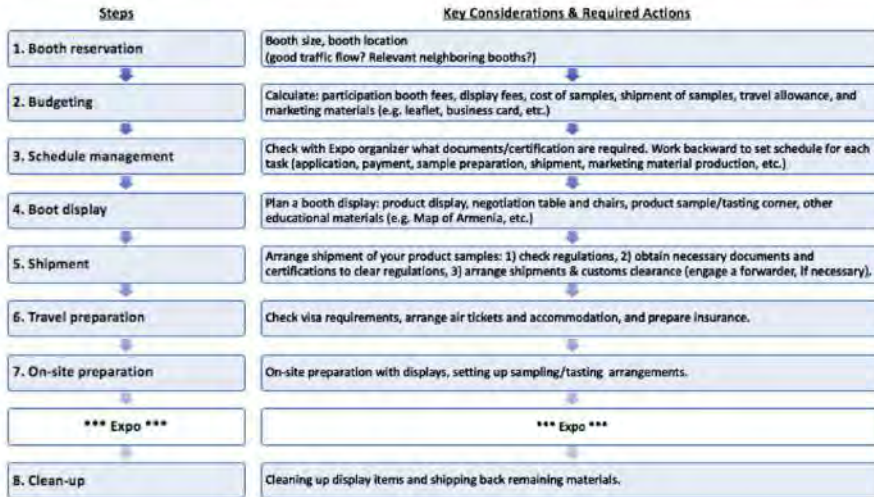 Steps
Key Considerations & Required Actions
1. Booth reservation
Booth size, booth location
(good traffic flow? Relevant neighboring booths?)
2. Budgeting
Calculate: participation booth fees, display fees, cost of samples, shipment of samples, travel allowance, and
marketing materials (e.g. leaflet, business card, etc.)
3. Schedule management
Check with Expo organizer what documents/certification are required. Work backward to set schedule for each
task (application, payment, sample preparation, shipment, marketing material production, etc.)
4. Boot display
Plan a booth display: product display, negotiation table and chairs, product sample/tasting corner, other
educational materials (e.g. Map of Armenia, etc.)
5. Shipment
Arrange shipment of your product samples: 1) check regulations, 2) obtain necessary documents and
certifications to clear regulations, 3) arrange shipments & customs clearance (engage a forwarder, if necessary).
6. Travel preparation
Check visa requirements, arrange air tickets and accommodation, and prepare insurance.
7. On-site preparation
On-site preparation with displays, setting up sampling/tasting arrangements.
*** Expo ***
*** Expo ***
8. Clean-up
Cleaning up display items and shipping back remaining materials.